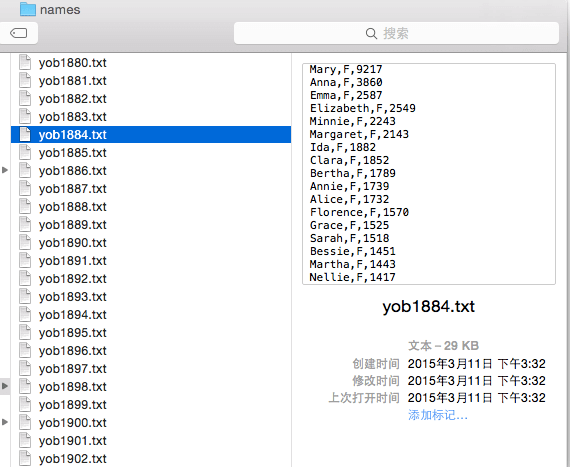 names
搜索
yob1880.txt
yob1881.txt
yob1882.txt
yob1883.txt
yob1884.txt
yob1885.txt
yob1886.txt
yob1887.txt
yob1888.txt
yob1889.txt
yob1890.txt
yob1891.txt
yob1892.txt
yob1893.txt
yob1894.txt
yob1895.txt
yob1896.txt
yob1897.txt
yob1898.txt
yob1899.txt
yob1900.txt
yob1901.txt
yob1902.txt
Mary,F,9217
Anna,F,3860
Emma,F,2587
Elizabeth,F,2549
Minnie,F,2243
Margaret,F,2143
Ida,F,1882
Clara,F,1852
Bertha,F,1789
Annie,F,1739
Alice,F,1732
Florence,F,1570
Grace,F,1525
Sarah,F,1518
Bessie,F,1451
Martha,F,1443
Nellie,F,1417
yob1884.txt
文本 – 29 KB
创建时间 2015年3月11日 下午3:32
修改时间 2015年3月11日 下午3:32
上次打开时间 2015年3月11日 下午3:32
添加标记…